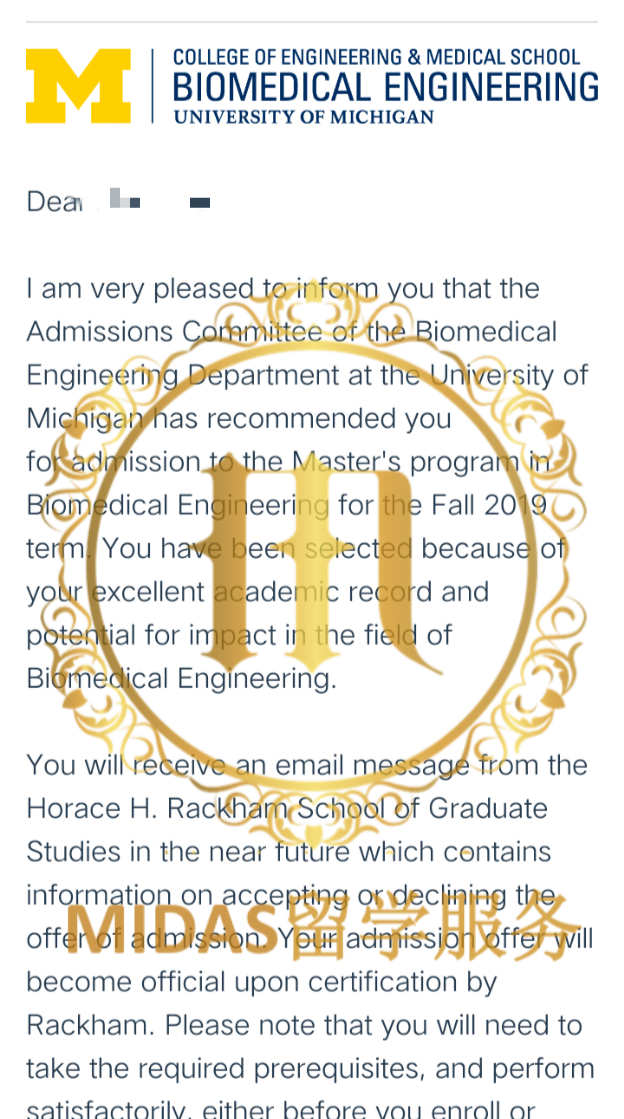 COLLEGE OF ENGINEERING & MEDICAL SCHOOL
BIOMEDICAL ENGINEERING
UNIVERSITY OF MICHIGAN
Dear
I am very pleased to inform you that the
Admissions Committee of the Biomedical
Engineering Department at the University of
Michigan has recommended you
for admission to the Master's program in
Biomedical Engineering for the Fall 2019
term. You have been selected because of
your excellent academic record and
potential for impact in the field of
Biomedical Engineering.
You will receive an email message from the
Horace H. Rackham School of Graduate
Studies in the near future which contains
information on accepting or declining the
offer of admission. Your admission offer will
MIDAS留学服务
become official upon certification by
Rackham. Please note that you will need to
take the required prerequisites, and perform
satisfactorily, either before you enroll or